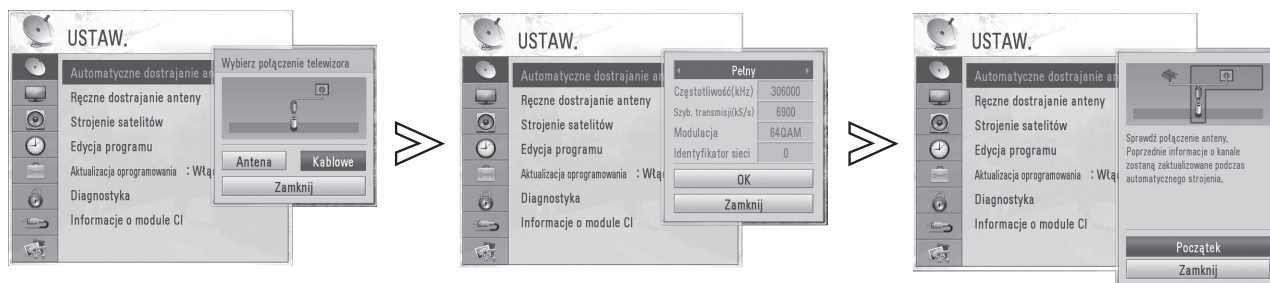 USTAW.
Automatyczne dostrajanie an
Ręczne dostrajanie anteny
Strojenie satelitów
Edycja programu
Aktualizacja oprogramowania : Włą
Diagnostyka
Informacje o module CI
Wybierz połączenie telewizora
Antena Kablowe
Zamknij
USTAW.
Automatyczne dostrajanie an
Ręczne dostrajanie anteny
Strojenie satelitów
Edycja programu
Aktualizacja oprogramowania : Włą
Diagnostyka
Informacje o module CI
Pełny
Częstotliwość(kHz) 306000
Szyb. transmisji(kS/s) 6900
Modulacja 64QAM
Identyfikator sieci 0
OK
Zamknij
USTAW.
Automatyczne dostrajanie an
Ręczne dostrajanie anteny
Strojenie satelitów
Edycja programu
Aktualizacja oprogramowania : Włą
Diagnostyka
Informacje o module CI
Sprawdź połączenie anteny.
Poprzednie informacje o kanale
zostaną zaktualizowane podczas
automatycznego strojenia.
Początek
Zamknij